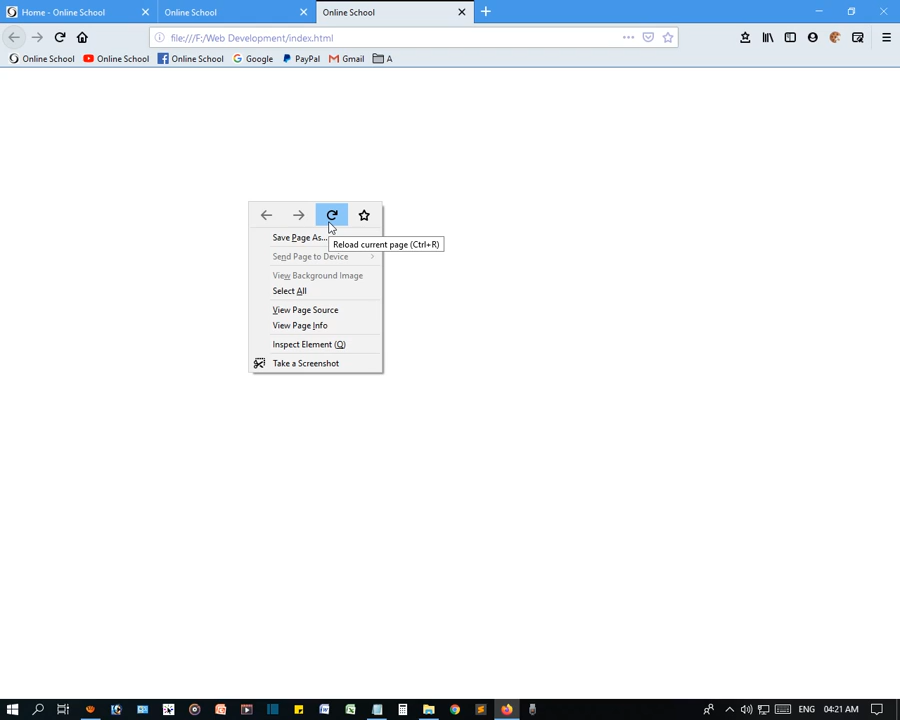 Home - Online School
Online School
Online School
file:///F:/Web Development/index.html
Online School
Online School
Online School
Google
PayPal
Gmail
A
Save Page As...
Reload current page (Ctrl+R)
Send Page to Device
View Background Image
Select All
View Page Source
View Page Info
Inspect Element (Q)
Take a Screenshot
ENG
04:21 AM